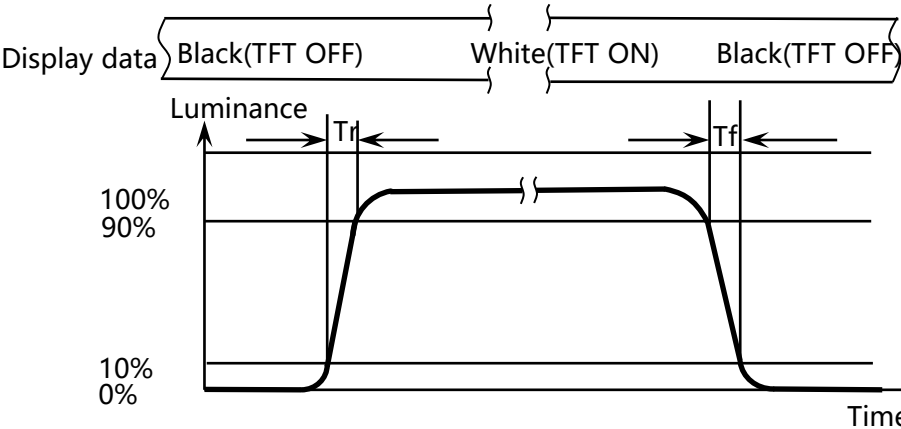 Display data Black(TFT OFF) White(TFT ON) Black(TFT OFF)
Luminance
Tr Tf
100%
90%
10%
0%
Time